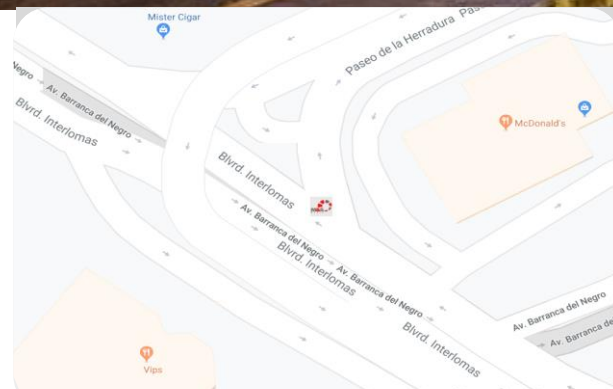 Mister Cigar
Paseo de la Herradura
Negro → Av. Barranca del Negro →
Blvrd. Interlomas
McDonald's
Blvrd. Interlomas
Av. Barranca del Negro → Av. Barranca del Negro →
Blvrd. Interlomas
Av. Barranca del Negro
Av. Barranca de
Blvrd. Interlomas
Vips